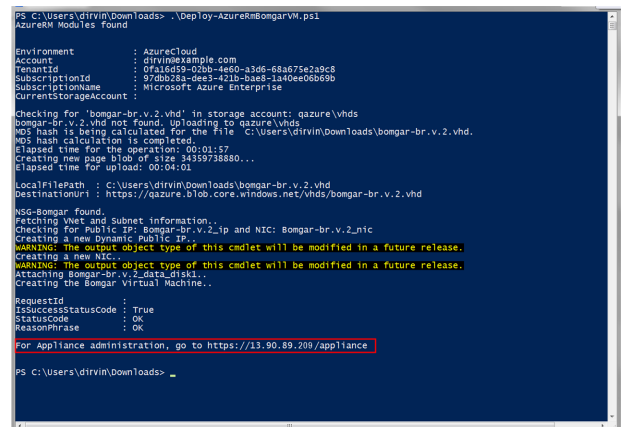 PS C:\Users\dirvin\Downloads> .\Deploy-AzureRmBomgarVM.ps1
AzureRM Modules found
Environment : AzureCloud
Account : dirvin@example.com
TenantId : 0fa16d59-02bb-4e60-a3d6-68a675e2a9c8
SubscriptionId : 97dbb28a-dee3-421b-bae8-1a40ee06b69b
SubscriptionName : Microsoft Azure Enterprise
CurrentStorageAccount :
Checking for 'bomgar-br.v.2.vhd' in storage account: qazure\vhds
bomgar-br.v.2.vhd not found. Uploading to qazure\vhds
MD5 hash is being calculated for the file C:\Users\dirvin\Downloads\bomgar-br.v.2.vhd.
MD5 hash calculation is completed.
Elapsed time for the operation: 00:01:57
Creating new page blob of size 34359738880...
Elapsed time for upload: 00:04:01
LocalFilePath : C:\Users\dirvin\Downloads\bomgar-br.v.2.vhd
DestinationUri : https://qazure.blob.core.windows.net/vhds/bomgar-br.v.2.vhd
NSG-Bomgar found.
Fetching VNet and Subnet information..
Checking for Public IP: Bomgar-br.v.2_ip and NIC: Bomgar-br.v.2_nic
Creating a new Dynamic Public IP..
WARNING: The output object type of this cmdlet will be modified in a future release.
Creating a new NIC..
WARNING: The output object type of this cmdlet will be modified in a future release.
Attaching Bomgar-br.v.2_data_disk1..
Creating the Bomgar Virtual Machine..
RequestId :
IsSuccessStatusCode : True
StatusCode : OK
ReasonPhrase : OK
For Appliance administration, go to https://13.90.89.209/appliance
PS C:\Users\dirvin\Downloads> _